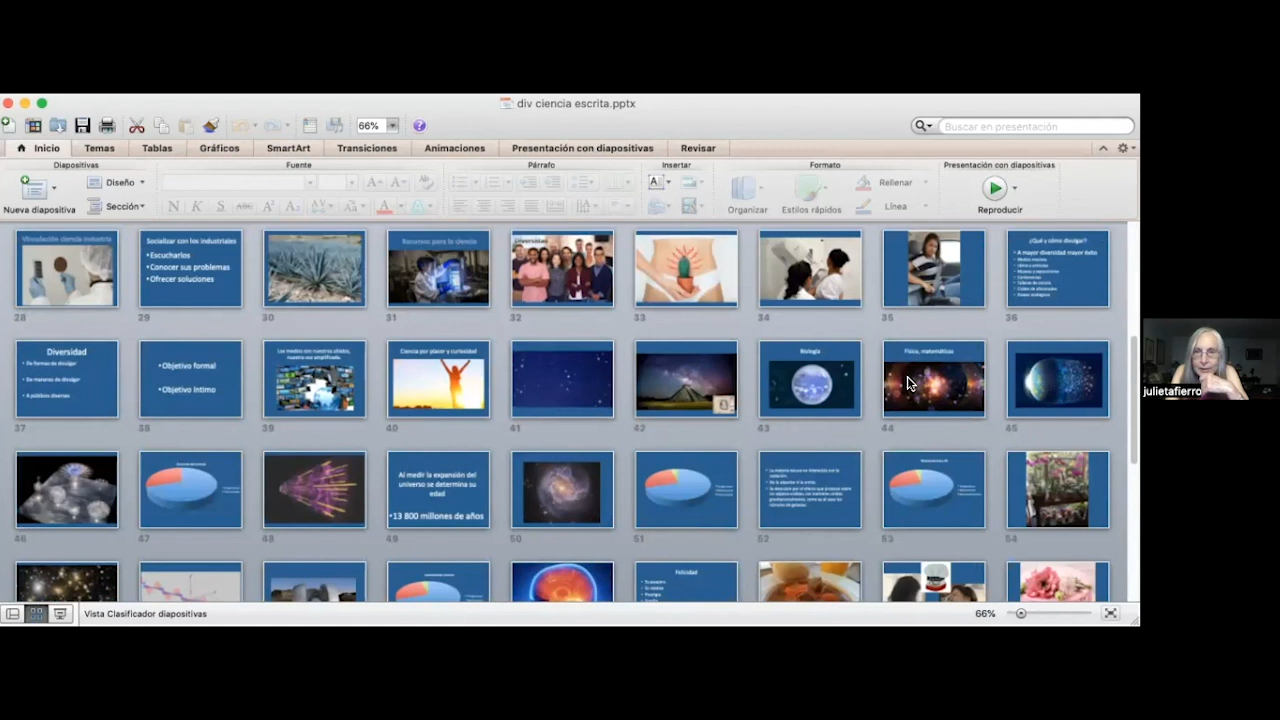 div ciencia escrita.pptx
66%
Buscar en presentación
Inicio Temas Tablas Gráficos SmartArt Transiciones Animaciones Presentación con diapositivas Revisar
Diapositivas Fuente Párrafo Insertar Formato Presentación con diapositivas
Nueva diapositiva
Diseño
Sección
Organizar
Estilos rápidos
Rellenar
Línea
Reproducir
Vinculación ciencia industria
28
Socializar con los industriales
•Escucharlos
•Conocer sus problemas
•Ofrecer soluciones
29
30
Recursos para la ciencia
31
Diversidad
32
33
34
35
¿Qué y cómo divulgar?
• A mayor diversidad mayor éxito
36
Diversidad
• De formas de divulgar
• De maneras de divulgar
• A públicos diversos
37
•Objetivo formal
•Objetivo íntimo
38
Los medios son nuestros aliados,
nuestra voz amplificada.
39
Ciencia por placer y curiosidad
40
41
42
Biología
43
Física, matemáticas
44
45
46
47
48
Al medir la expansión del
universo se determina su
edad
•13 800 millones de años
49
50
51
52
53
54
Felicidad
Vista Clasificador diapositivas
66%
julietafierro